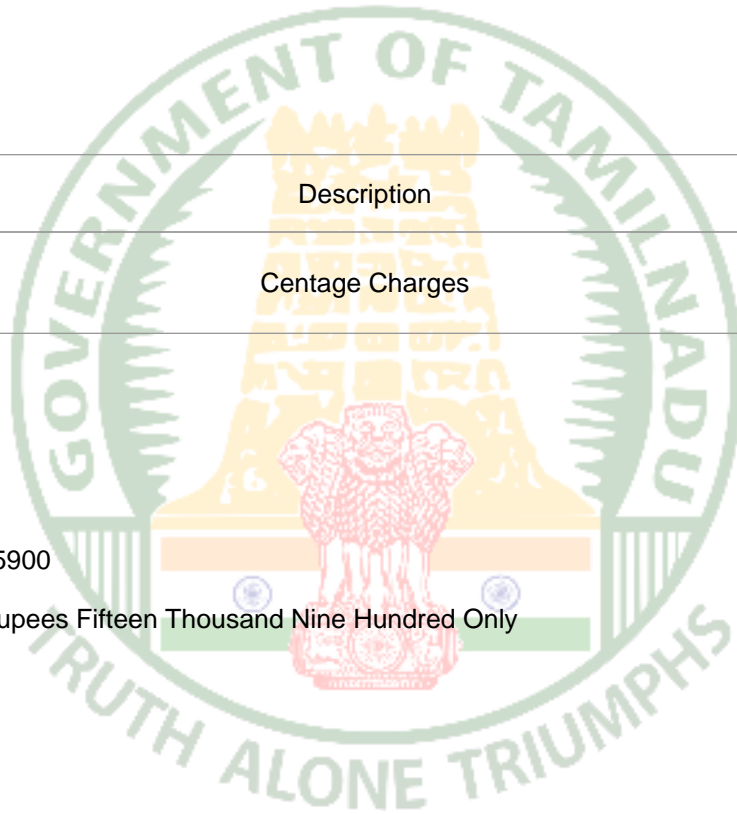 GOVERNMENT OF TAMILNADU
Description
Centage Charges
5900
upees Fifteen Thousand Nine Hundred Only
TRUTH ALONE TRIUMPHS